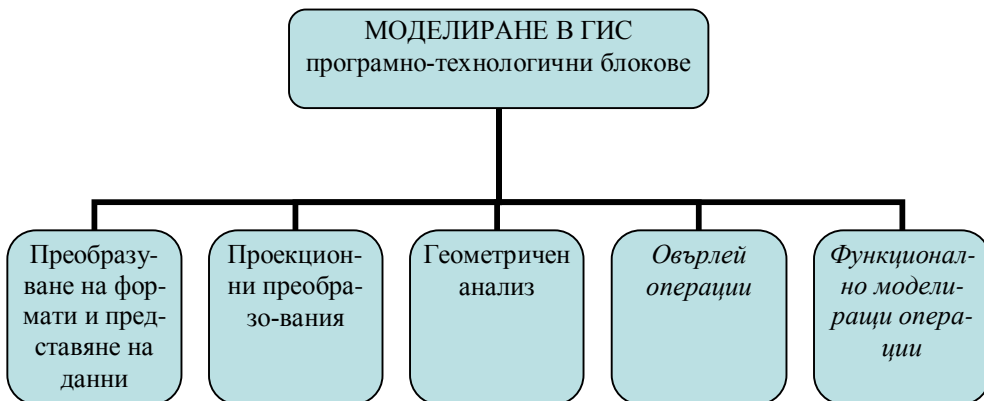 МОДЕЛИРАНЕ В ГИС
програмно-технологични блокове
Преобразу-
ване на фор-
мати и пред-
ставяне на
данни
Проекцион-
ни преобра-
зо-вания
Геометричен
анализ
Овърлей
операции
Функционал-
но модели-
ращи опера-
ции